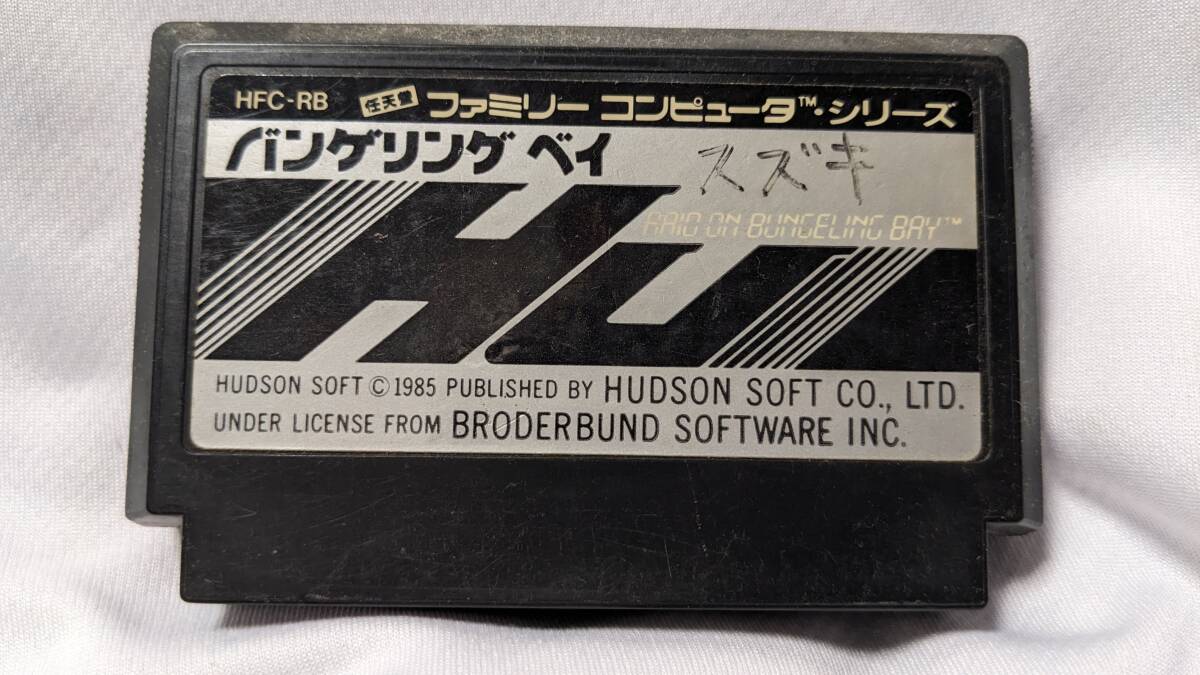 HFC-RB 任天堂 ファミリー コンピュータ™・シリーズ
バンゲリング ベイ スズキ
RAID ON BUNGELING BAY™
HU
HUDSON SOFT © 1985 PUBLISHED BY HUDSON SOFT CO., LTD.
UNDER LICENSE FROM BRODERBUND SOFTWARE INC.